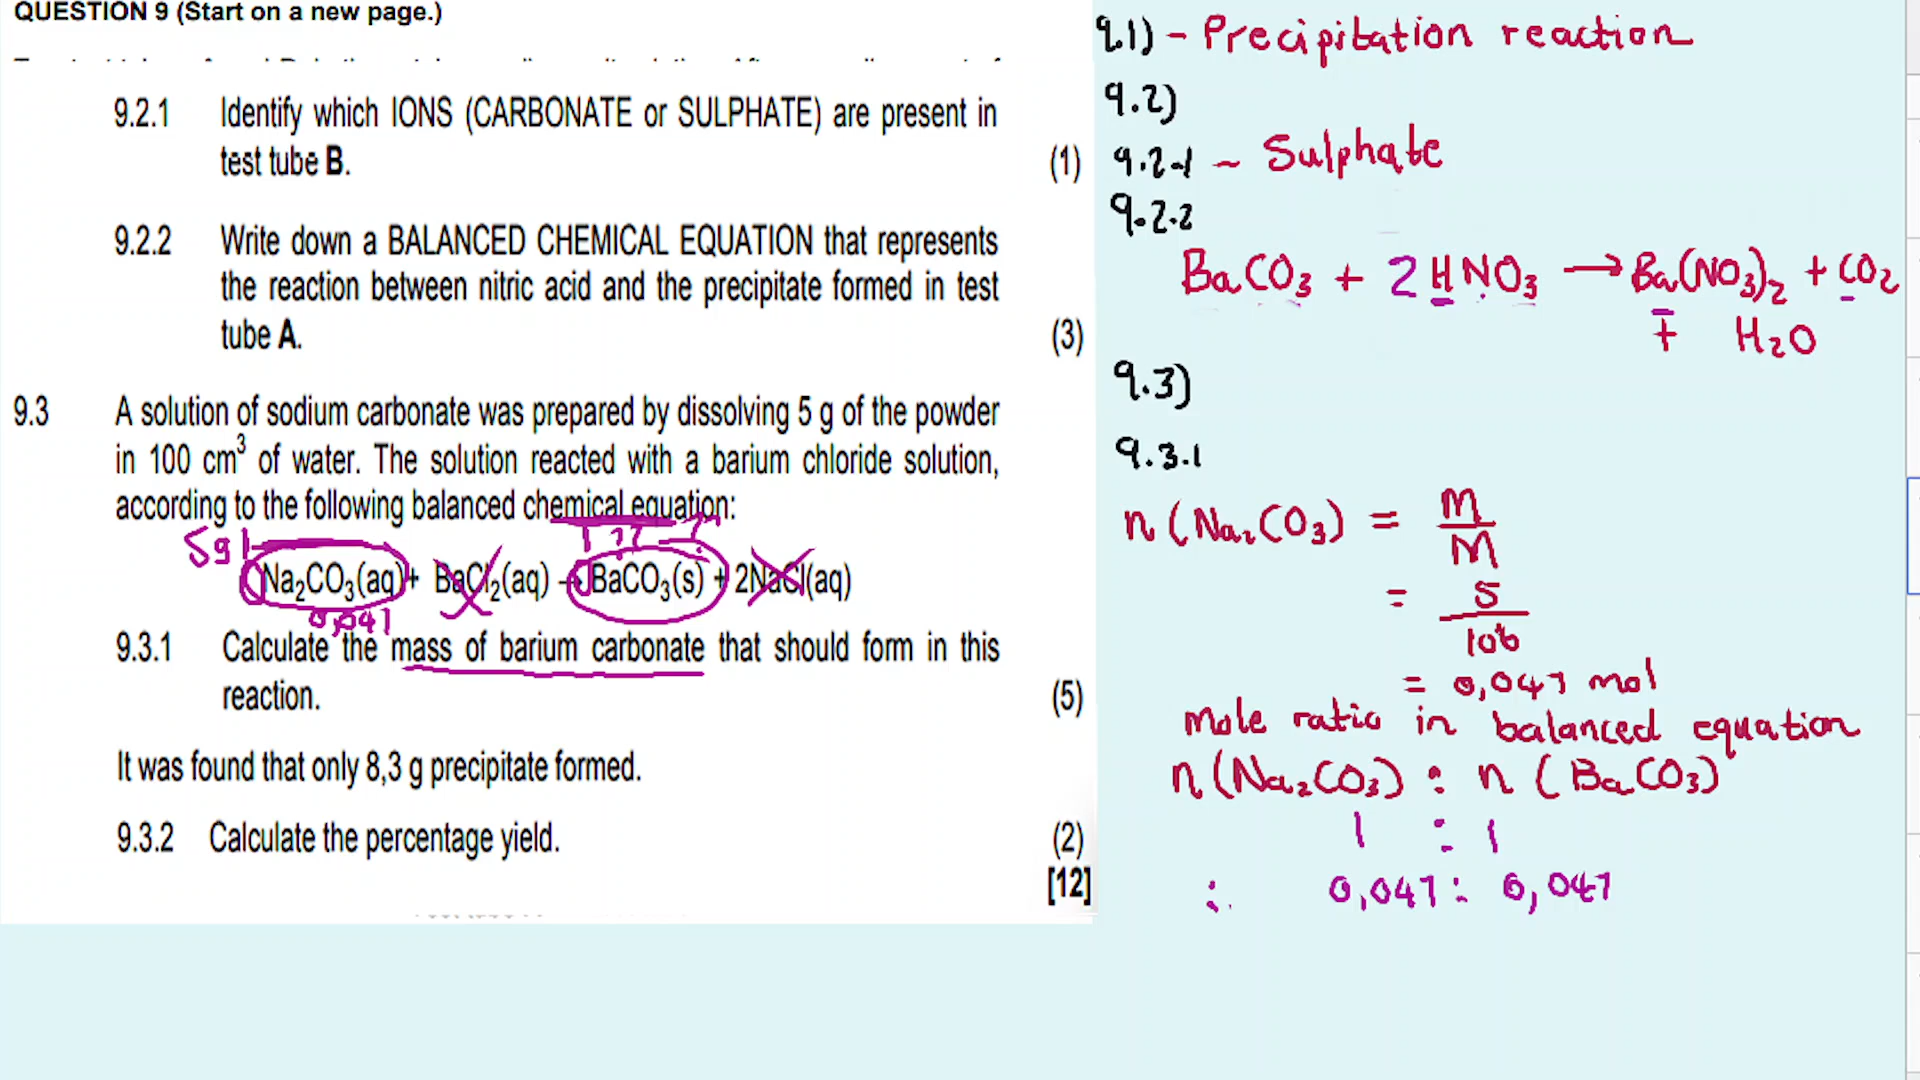 QUESTION 9 (Start on a new page.)
9.2.1 Identify which IONS (CARBONATE or SULPHATE) are present in
test tube B.
(1)
9.2.2 Write down a BALANCED CHEMICAL EQUATION that represents
the reaction between nitric acid and the precipitate formed in test
tube A.
(3)
9.3 A solution of sodium carbonate was prepared by dissolving 5 g of the powder
in 100 cm³ of water. The solution reacted with a barium chloride solution,
according to the following balanced chemical equation:
5g
Na₂CO₃(aq)+ BaCl₂(aq) → BaCO₃(s) + 2NaCl(aq)
0,047
9.3.1 Calculate the mass of barium carbonate that should form in this
reaction.
(5)
It was found that only 8,3 g precipitate formed.
9.3.2 Calculate the percentage yield.
(2)
[12]
9.1) - Precipitation reaction
9.2)
9.2.1 - Sulphate
9.2.2
BaCO₃ + 2HNO₃ → Ba(NO₃)₂ + CO₂
+ H₂O
9.3)
9.3.1
n(Na₂CO₃) = m/M
= 5/106
= 0,047 mol
mole ratio in balanced equation
n(Na₂CO₃) : n(BaCO₃)
1 : 1
∴ 0,047 : 0,047